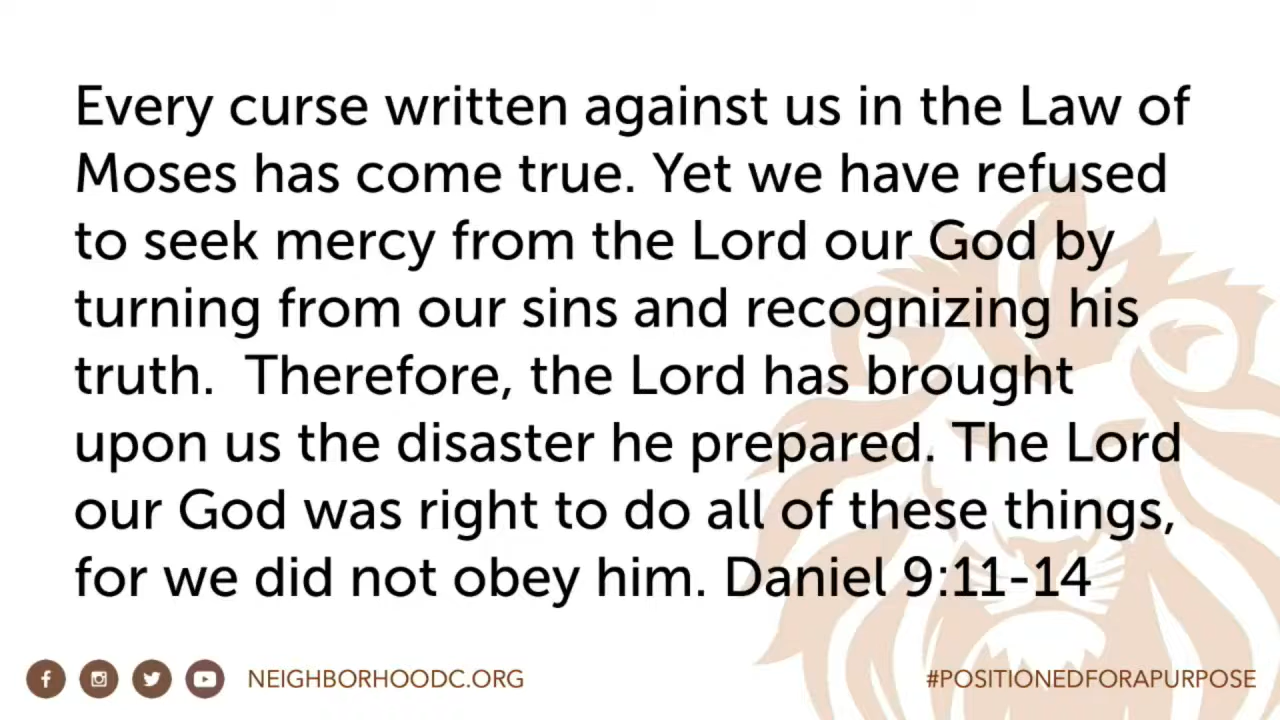 Every curse written against us in the Law of
Moses has come true. Yet we have refused
to seek mercy from the Lord our God by
turning from our sins and recognizing his
truth.  Therefore, the Lord has brought
upon us the disaster he prepared. The Lord
our God was right to do all of these things,
for we did not obey him. Daniel 9:11-14
NEIGHBORHOODC.ORG
#POSITIONEDFORAPURPOSE